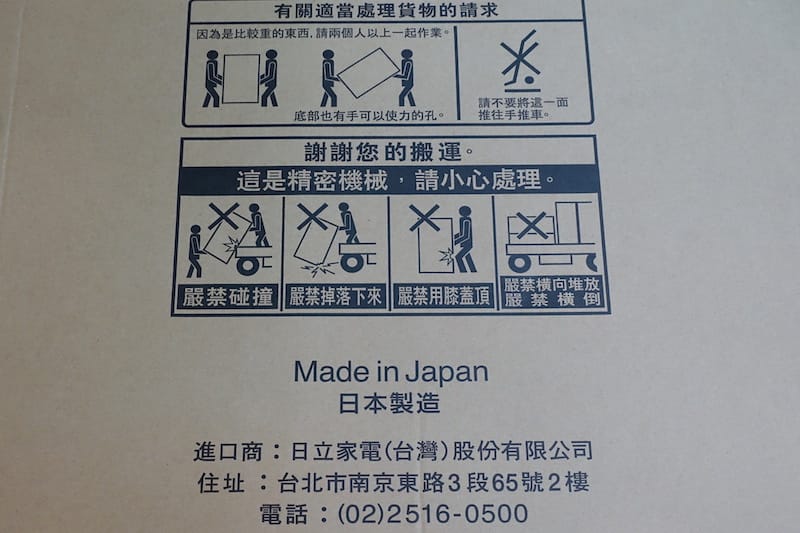 有關適當處理貨物的請求
因為是比較重的東西,請兩個人以上一起作業。
底部也有手可以使力的孔。
請不要將這一面
推往手推車。
謝謝您的搬運。
這是精密機械，請小心處理。
嚴禁碰撞
嚴禁掉落下來
嚴禁用膝蓋頂
嚴禁橫向堆放
嚴禁橫倒
Made in Japan
日本製造
進口商：日立家電(台灣)股份有限公司
住址：台北市南京東路3段65號2樓
電話：(02)2516-0500